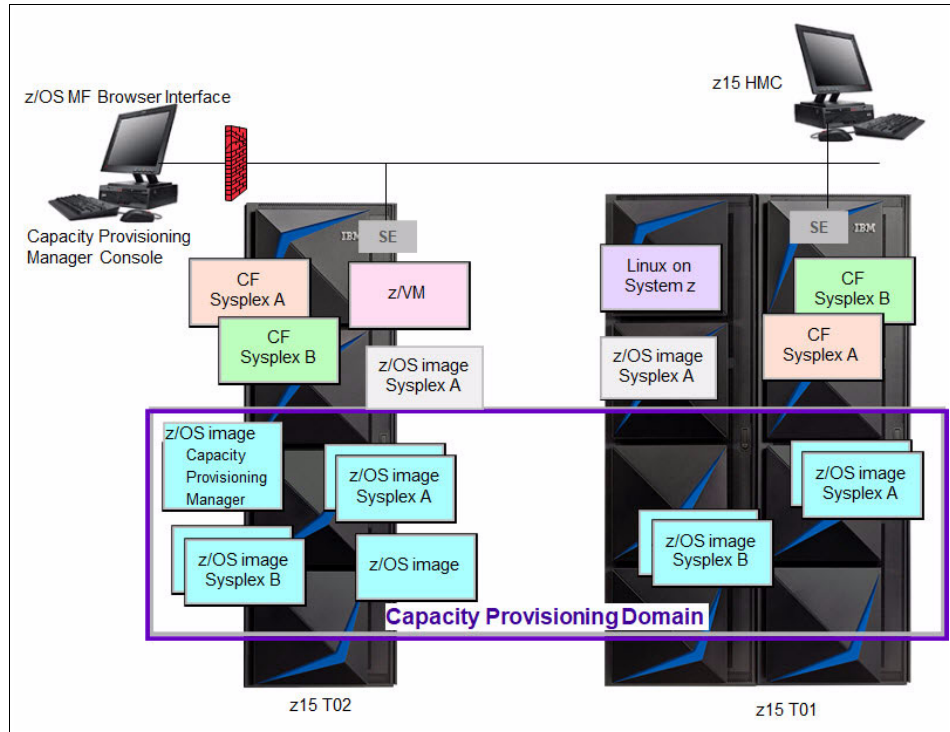 z/OS MF Browser Interface
z15 HMC
Capacity Provisioning
Manager Console
IBM
SE
SE
IBM
CF
Sysplex A
z/VM
CF
Sysplex B
z/OS image
Sysplex A
Linux on
System z
CF
Sysplex B
z/OS image
Sysplex A
CF
Sysplex A
z/OS image
Capacity
Provisioning
Manager
z/OS image
Sysplex A
z/OS image
Sysplex B
z/OS image
z/OS image
Sysplex A
z/OS image
Sysplex B
Capacity Provisioning Domain
z15 T02
z15 T01